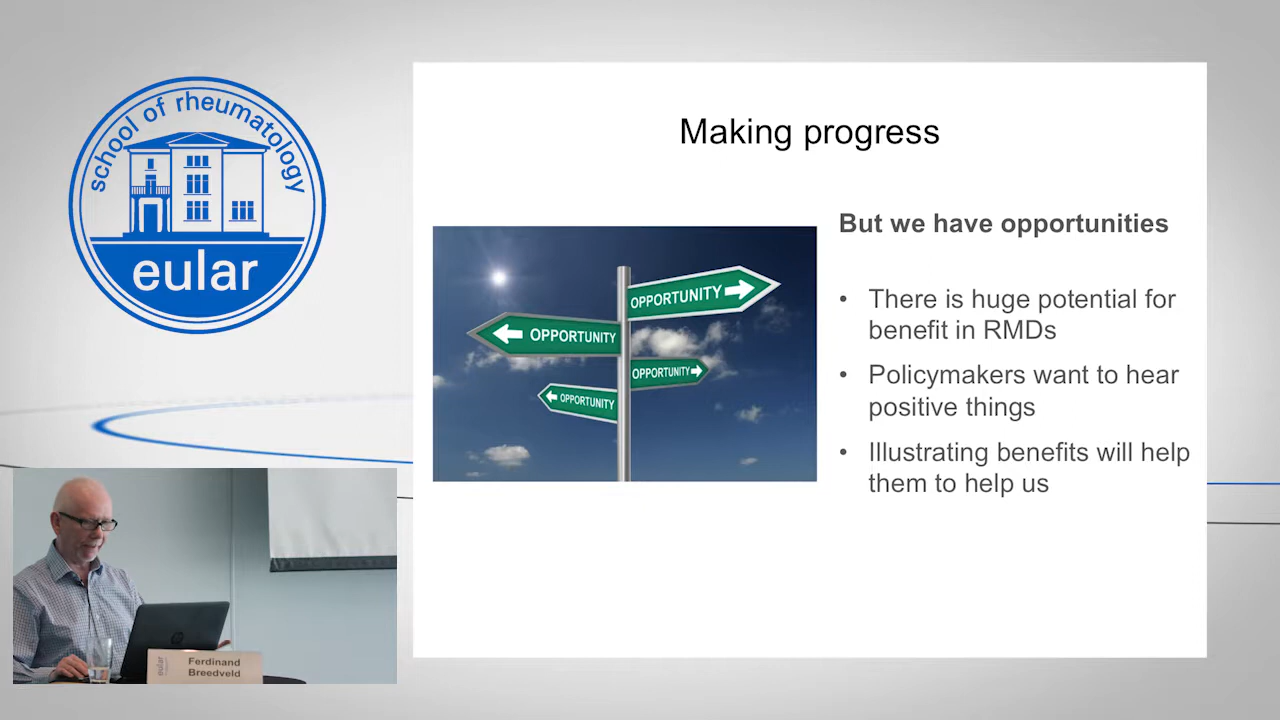 school of rheumatology
eular
Making progress
But we have opportunities
OPPORTUNITY
OPPORTUNITY
OPPORTUNITY
OPPORTUNITY
• There is huge potential for
benefit in RMDs
• Policymakers want to hear
positive things
• Illustrating benefits will help
them to help us
eular
Ferdinand
Breedveld